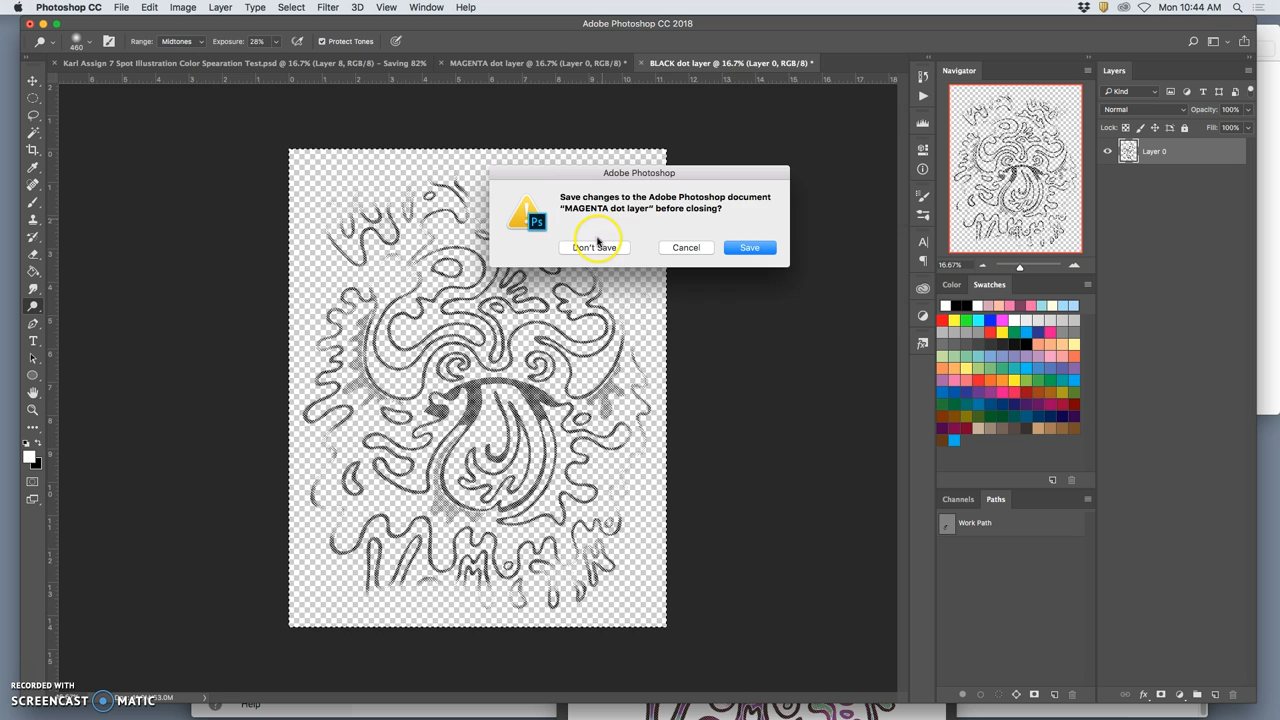 Photoshop CC File Edit Image Layer Type Select Filter 3D View Window Help Mon 10:44 AM
Adobe Photoshop CC 2018
460 Range: Midtones Exposure: 28% Protect Tones
Karl Assign 7 Spot Illustration Color Spearation Test.psd @ 16.7% (Layer 8, RGB/8) - Saving 82% MAGENTA dot layer @ 16.7% (Layer 0, RGB/8) * BLACK dot layer @ 16.7% (Layer 0, RGB/8) *
Navigator
Layers
Kind
Normal Opacity: 100%
Lock: Fill: 100%
Layer 0
Adobe Photoshop
Save changes to the Adobe Photoshop document
“MAGENTA dot layer” before closing?
Don't Save Cancel Save
16.67%
Color Swatches
Channels Paths
Work Path
RECORDED WITH
SCREENCAST MATIC
Help